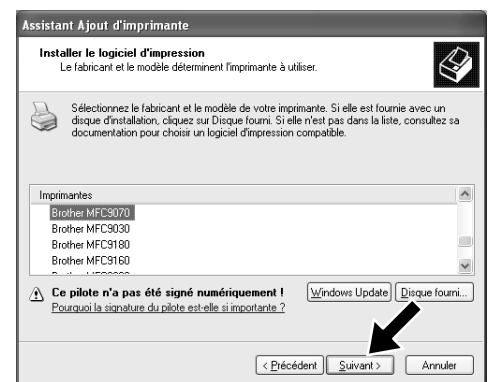 Assistant Ajout d'imprimante
Installer le logiciel d'impression
Le fabricant et le modèle déterminent l'imprimante à utiliser.
Sélectionnez le fabricant et le modèle de votre imprimante. Si elle est fournie avec un
disque d'installation, cliquez sur Disque fourni. Si elle n'est pas dans la liste, consultez sa
documentation pour choisir un logiciel d'impression compatible.
Imprimantes
Brother MFC9070
Brother MFC9030
Brother MFC9180
Brother MFC9160
Ce pilote n'a pas été signé numériquement !
Pourquoi la signature du pilote est-elle si importante ?
Windows Update
Disque fourni...
< Précédent
Suivant >
Annuler